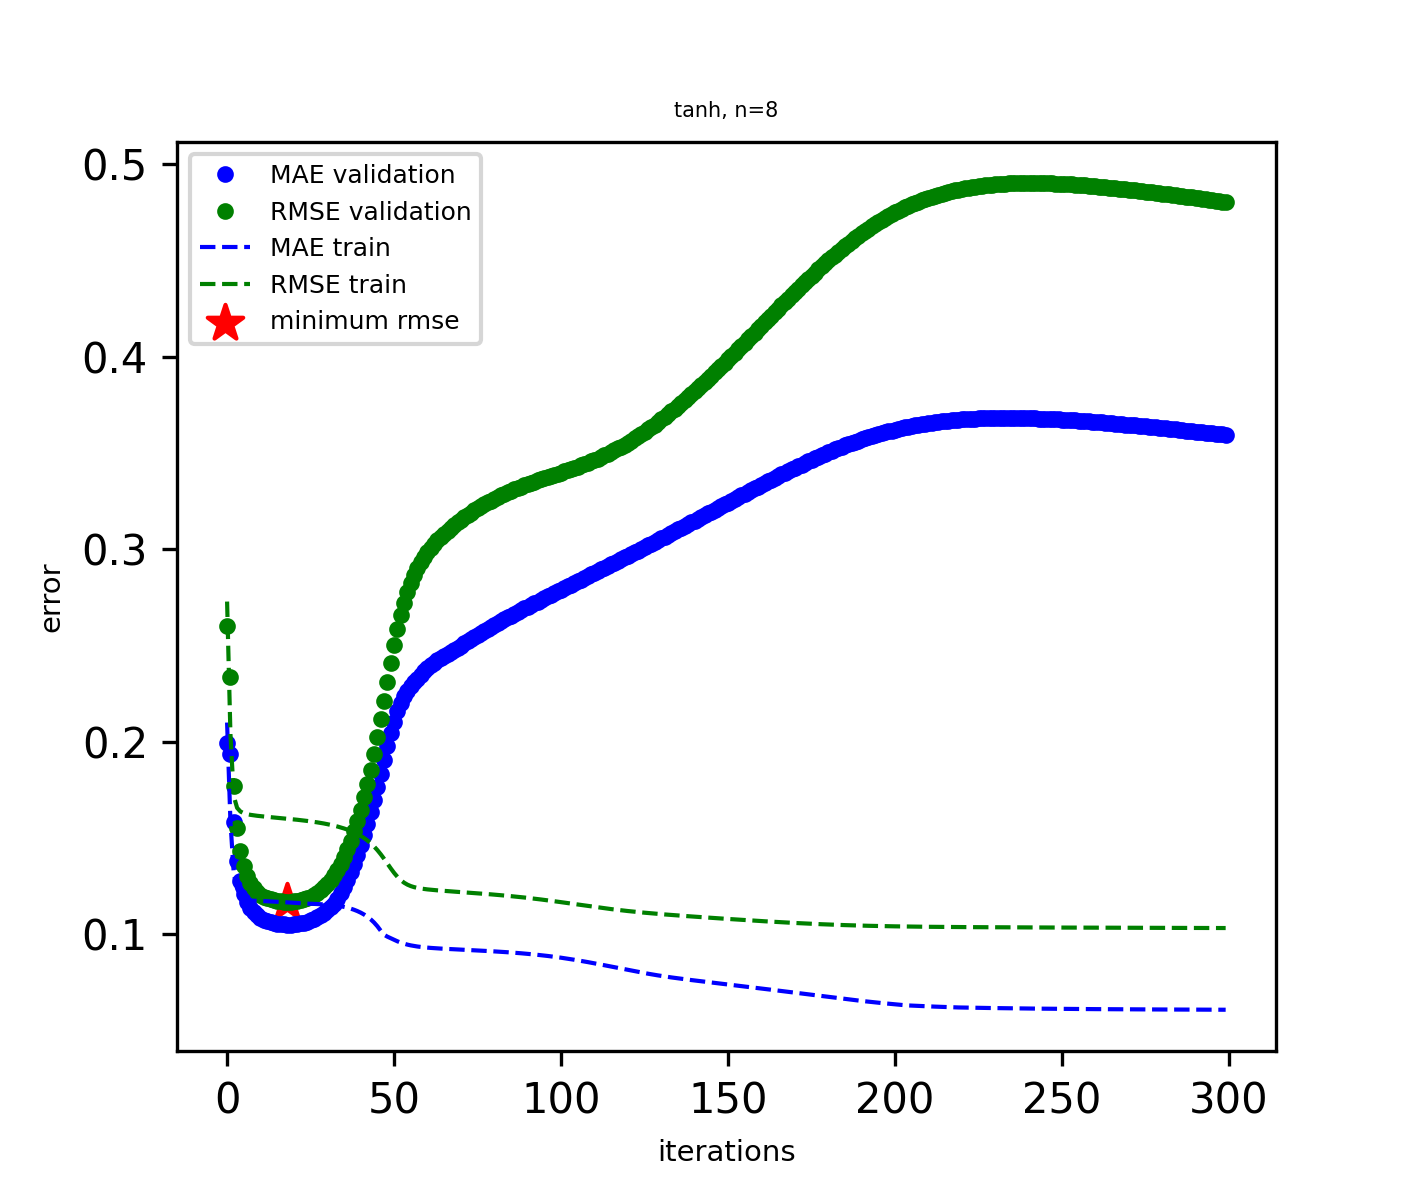 tanh, n=8
MAE validation
RMSE validation
MAE train
RMSE train
minimum rmse
0.5
0.4
0.3
0.2
0.1
error
0 50 100 150 200 250 300
iterations